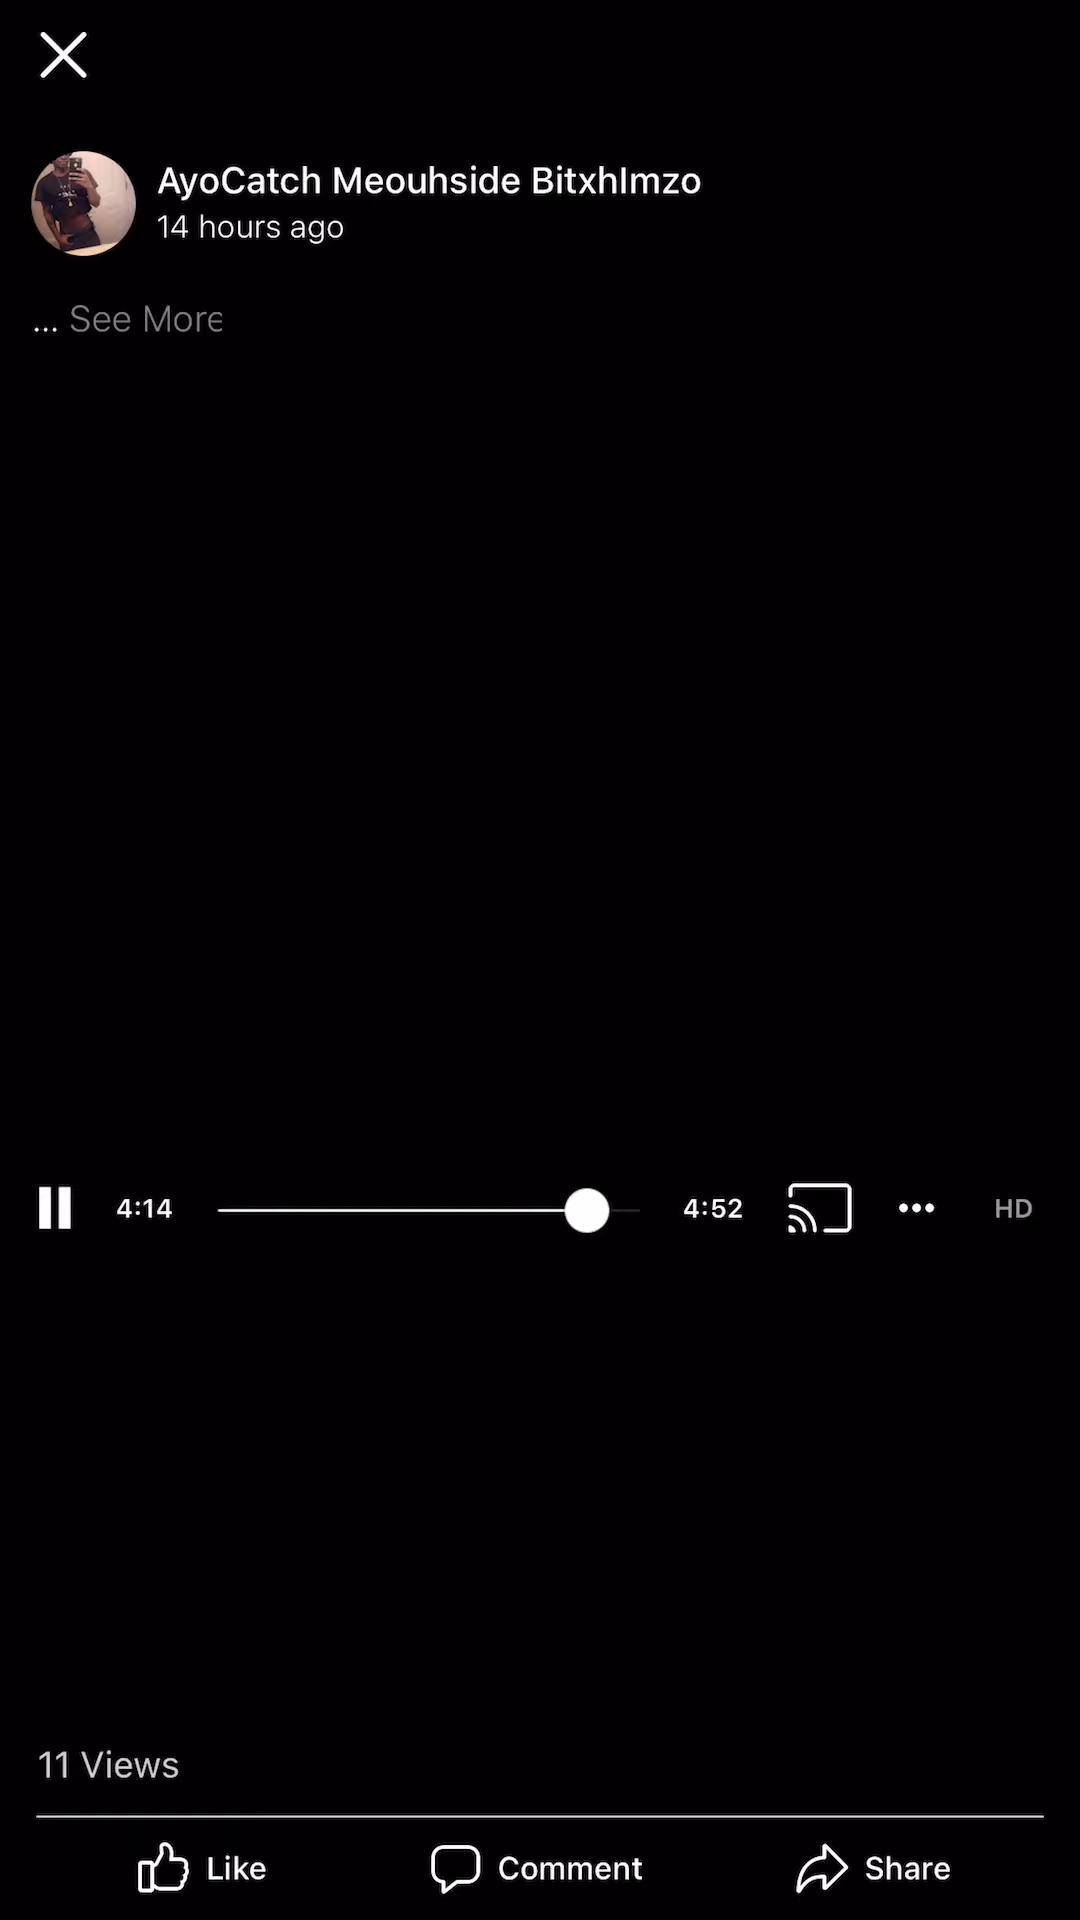 AyoCatch Meouhside BitxhImzo
14 hours ago
... See More
4:14
4:52
HD
11 Views
Like
Comment
Share